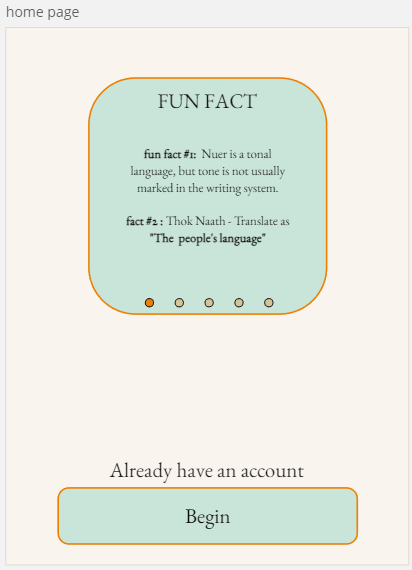 home page
FUN FACT
fun fact #1: Nuer is a tonal
language, but tone is not usually
marked in the writing system.
fact #2 : Thok Naath - Translate as
"The people's language"
Already have an account
Begin